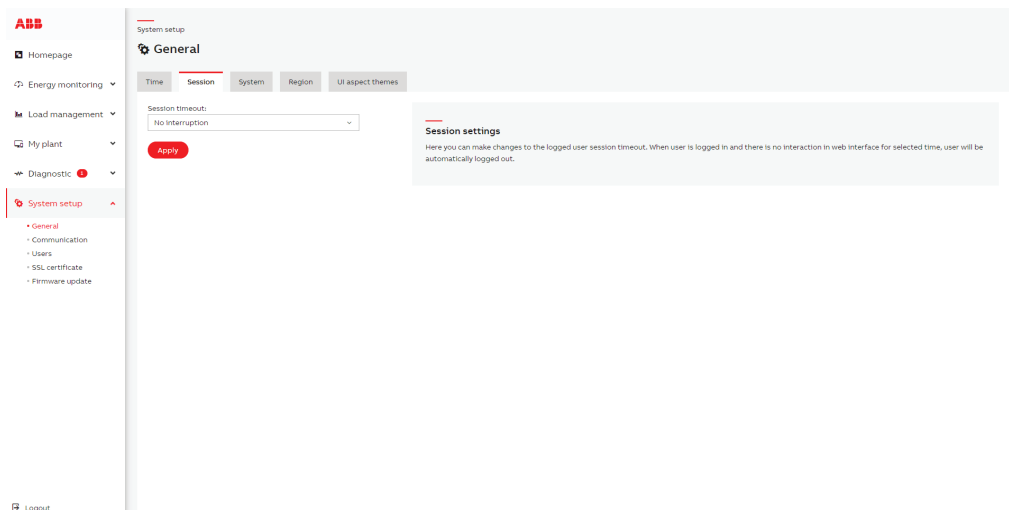 ABB
Homepage
Energy monitoring
Load management
My plant
Diagnostic 1
System setup
General
Communication
Users
SSL certificate
Firmware update
Logout
System setup
General
Time Session System Region UI aspect themes
Session timeout:
No interruption
Apply
Session settings
Here you can make changes to the logged user session timeout. When user is logged in and there is no interaction in web interface for selected time, user will be
automatically logged out.